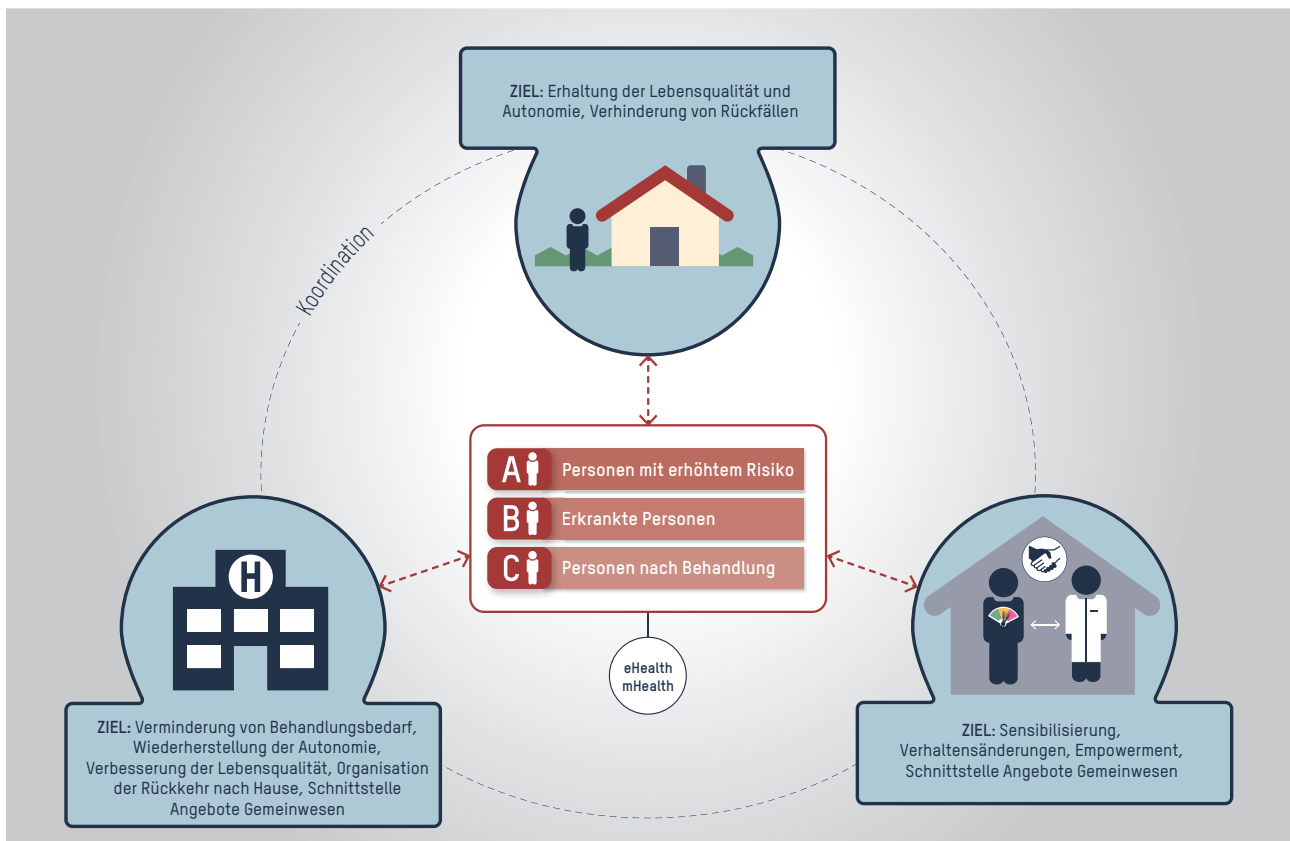 ZIEL: Erhaltung der Lebensqualität und
Autonomie, Verhinderung von Rückfällen
Koordination
A Personen mit erhöhtem Risiko
B Erkrankte Personen
C Personen nach Behandlung
eHealth
mHealth
H
ZIEL: Verminderung von Behandlungsbedarf,
Wiederherstellung der Autonomie,
Verbesserung der Lebensqualität, Organisation
der Rückkehr nach Hause, Schnittstelle
Angebote Gemeinwesen
ZIEL: Sensibilisierung,
Verhaltensänderungen, Empowerment,
Schnittstelle Angebote Gemeinwesen